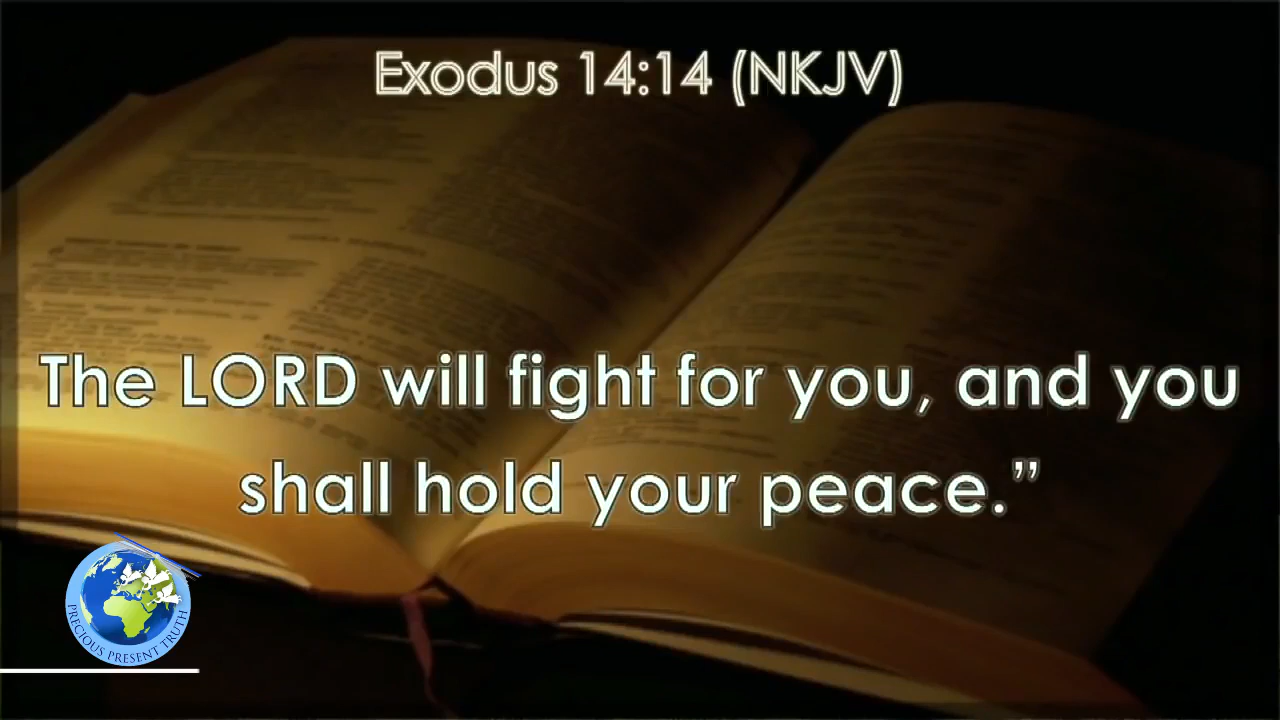 Exodus 14:14 (NKJV)
The LORD will fight for you, and you
shall hold your peace.”
PRECIOUS PRESENT TRUTH